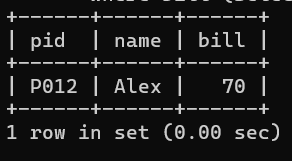 +------+------+------+
| pid  | name | bill |
+------+------+------+
| P012 | Alex |   70 |
+------+------+------+
1 row in set (0.00 sec)